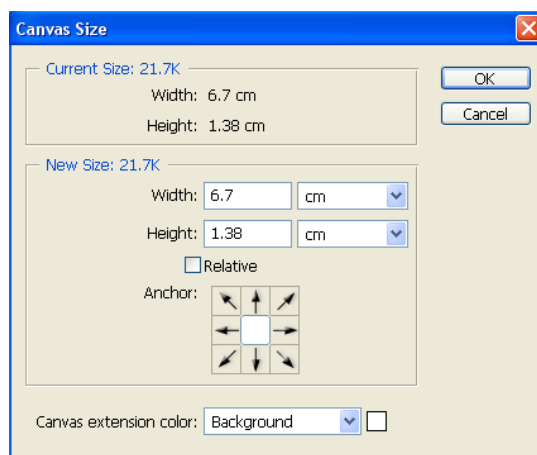 Canvas Size
Current Size: 21.7K
Width: 6.7 cm
Height: 1.38 cm
OK
Cancel
New Size: 21.7K
Width: 6.7 cm
Height: 1.38 cm
Relative
Anchor:
Canvas extension color: Background